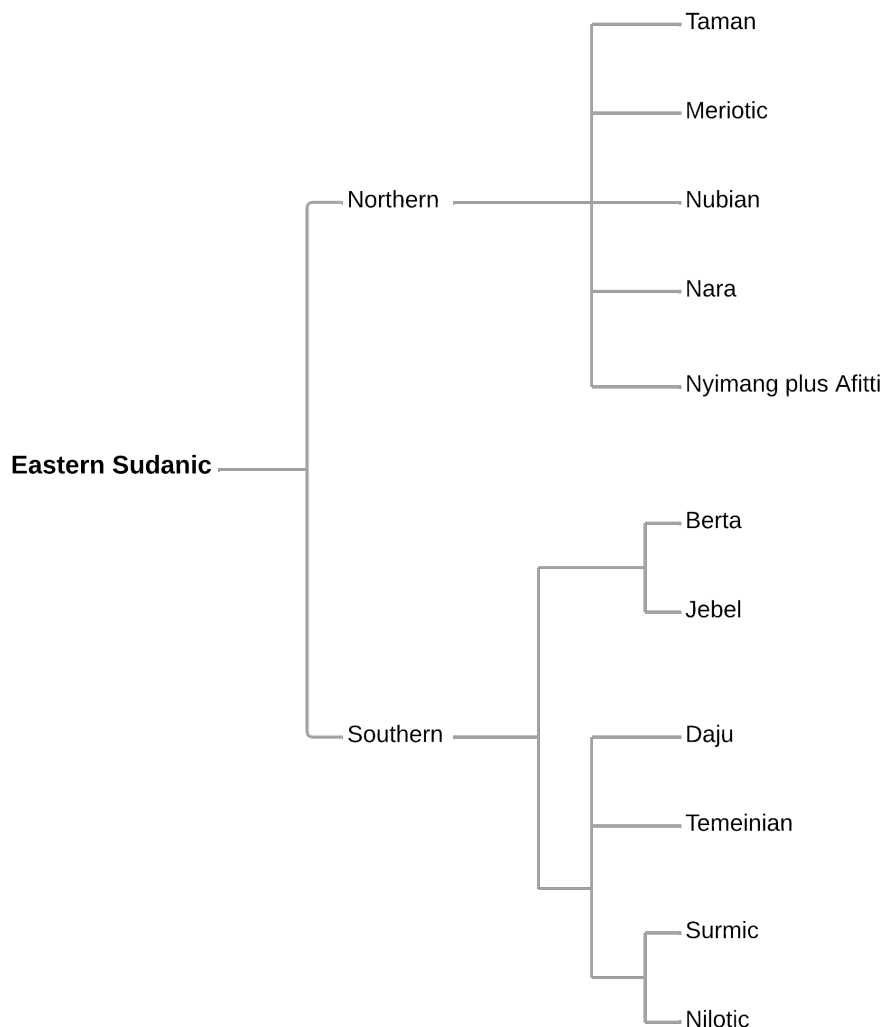 Taman
Meriotic
Northern
Nubian
Nara
Nyimang plus Afitti
Eastern Sudanic
Berta
Jebel
Southern
Daju
Temeinian
Surmic
Nilotic